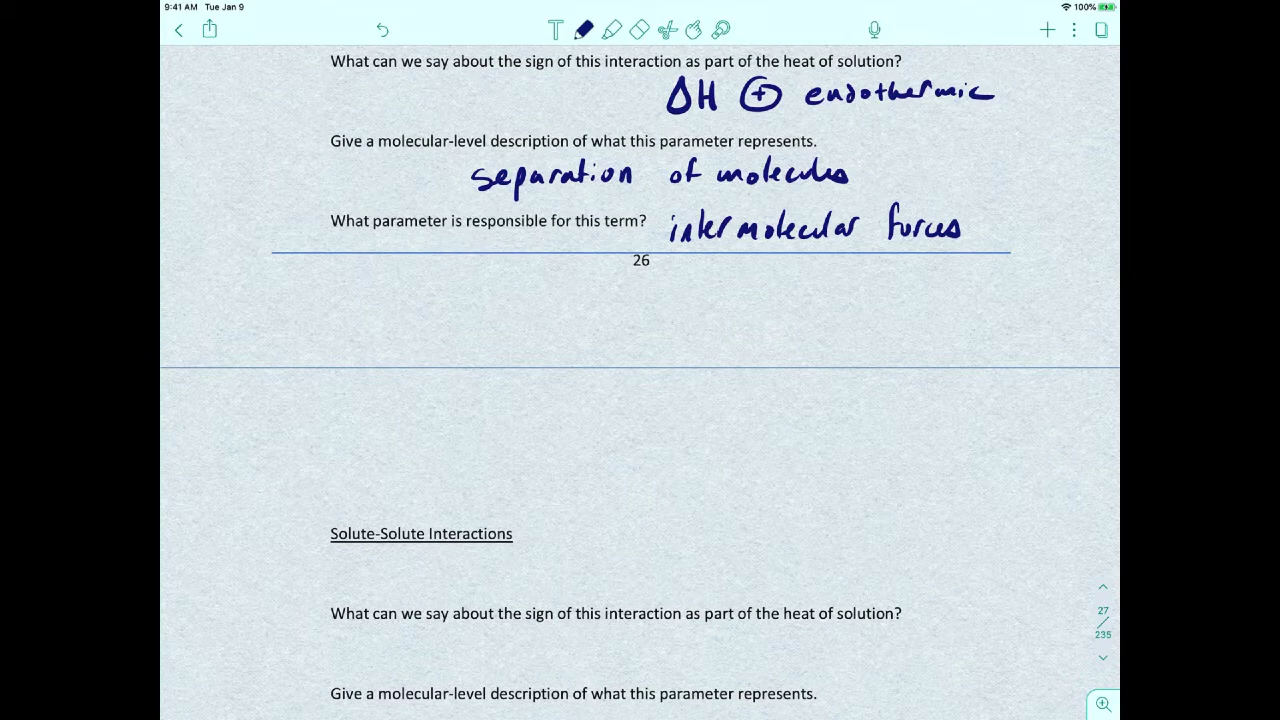 9:41 AM Tue Jan 9
100%
T
What can we say about the sign of this interaction as part of the heat of solution?
ΔH ⊕ endothermic
Give a molecular-level description of what this parameter represents.
separation of molecules
What parameter is responsible for this term? intermolecular forces
26
Solute-Solute Interactions
What can we say about the sign of this interaction as part of the heat of solution?
27
235
Give a molecular-level description of what this parameter represents.